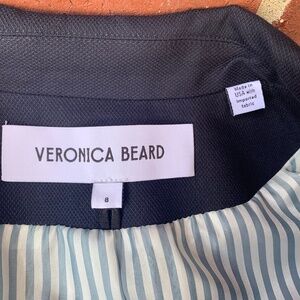 Made in
USA with
imported
fabric
VERONICA BEARD
8